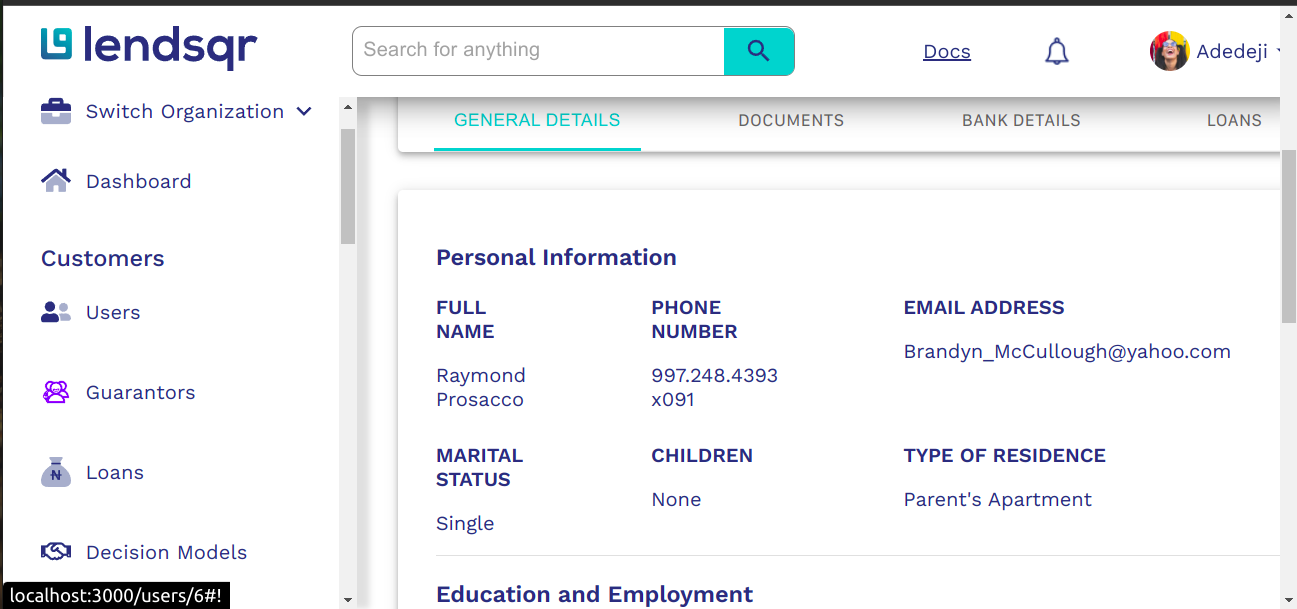 lendsqr
Search for anything
Docs
Adedeji
Switch Organization
Dashboard
Customers
Users
Guarantors
Loans
Decision Models
localhost:3000/users/6#!
GENERAL DETAILS
DOCUMENTS
BANK DETAILS
LOANS
Personal Information
FULL
NAME
Raymond
Prosacco
PHONE
NUMBER
997.248.4393
x091
EMAIL ADDRESS
Brandyn_McCullough@yahoo.com
MARITAL
STATUS
Single
CHILDREN
None
TYPE OF RESIDENCE
Parent's Apartment
Education and Employment